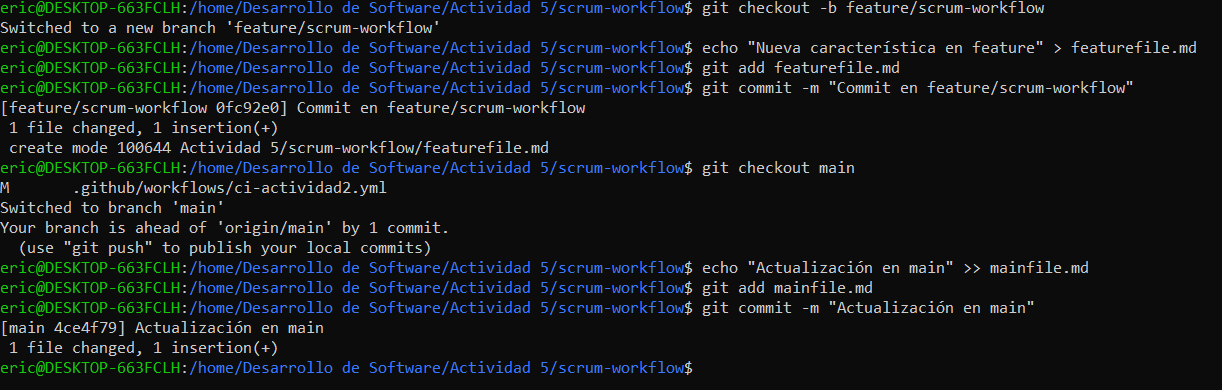 eric@DESKTOP-663FCLH:/home/Desarrollo de Software/Actividad 5/scrum-workflow$ git checkout -b feature/scrum-workflow
Switched to a new branch 'feature/scrum-workflow'
eric@DESKTOP-663FCLH:/home/Desarrollo de Software/Actividad 5/scrum-workflow$ echo "Nueva característica en feature" > featurefile.md
eric@DESKTOP-663FCLH:/home/Desarrollo de Software/Actividad 5/scrum-workflow$ git add featurefile.md
eric@DESKTOP-663FCLH:/home/Desarrollo de Software/Actividad 5/scrum-workflow$ git commit -m "Commit en feature/scrum-workflow"
[feature/scrum-workflow 0fc92e0] Commit en feature/scrum-workflow
 1 file changed, 1 insertion(+)
 create mode 100644 Actividad 5/scrum-workflow/featurefile.md
eric@DESKTOP-663FCLH:/home/Desarrollo de Software/Actividad 5/scrum-workflow$ git checkout main
M       .github/workflows/ci-actividad2.yml
Switched to branch 'main'
Your branch is ahead of 'origin/main' by 1 commit.
  (use "git push" to publish your local commits)
eric@DESKTOP-663FCLH:/home/Desarrollo de Software/Actividad 5/scrum-workflow$ echo "Actualización en main" >> mainfile.md
eric@DESKTOP-663FCLH:/home/Desarrollo de Software/Actividad 5/scrum-workflow$ git add mainfile.md
eric@DESKTOP-663FCLH:/home/Desarrollo de Software/Actividad 5/scrum-workflow$ git commit -m "Actualización en main"
[main 4ce4f79] Actualización en main
 1 file changed, 1 insertion(+)
eric@DESKTOP-663FCLH:/home/Desarrollo de Software/Actividad 5/scrum-workflow$